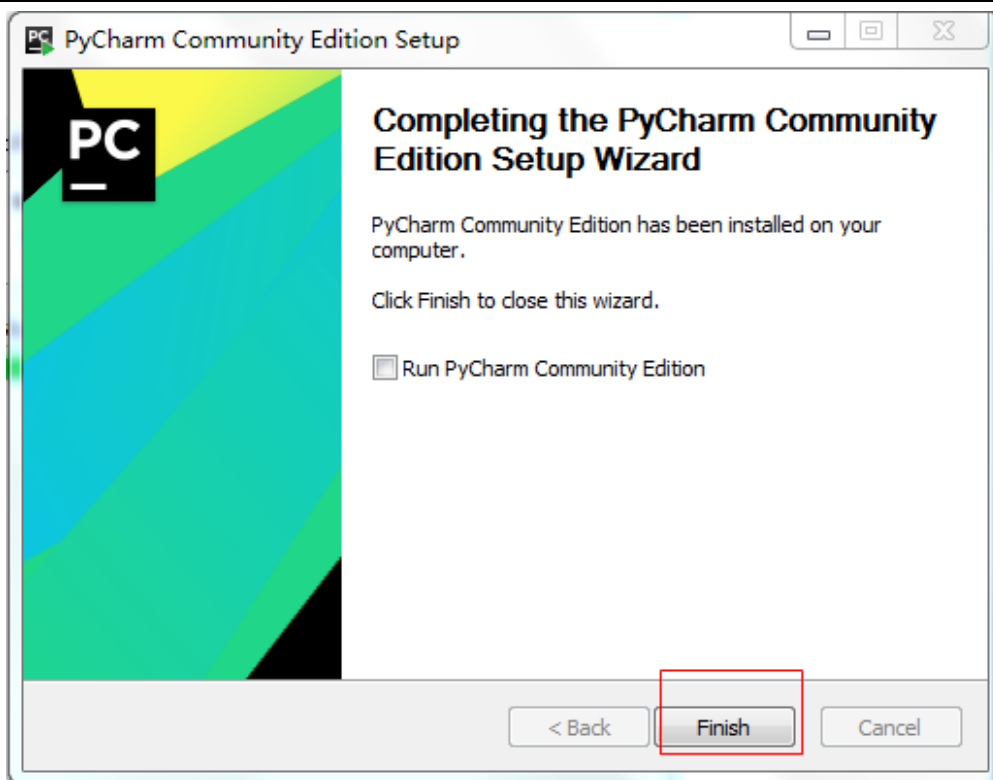 PyCharm Community Edition Setup
PC
Completing the PyCharm Community
Edition Setup Wizard
PyCharm Community Edition has been installed on your
computer.
Click Finish to close this wizard.
Run PyCharm Community Edition
< Back
Finish
Cancel